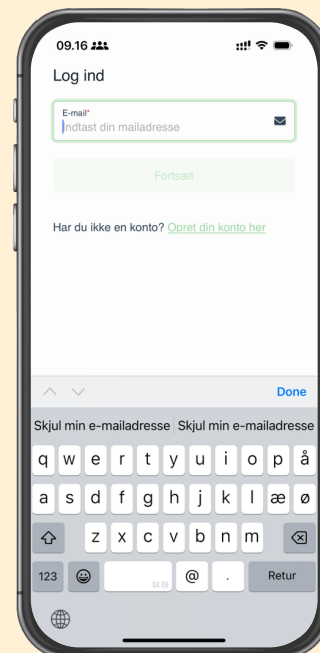 09.16
Log ind
E-mail*
Indtast din mailadresse
Fortsæt
Har du ikke en konto? Opret din konto her
Done
Skjul min e-mailadresse Skjul min e-mailadresse
q w e r t y u i o p å
a s d f g h j k l æ ø
z x c v b n m
123 @ . Retur
DA EN